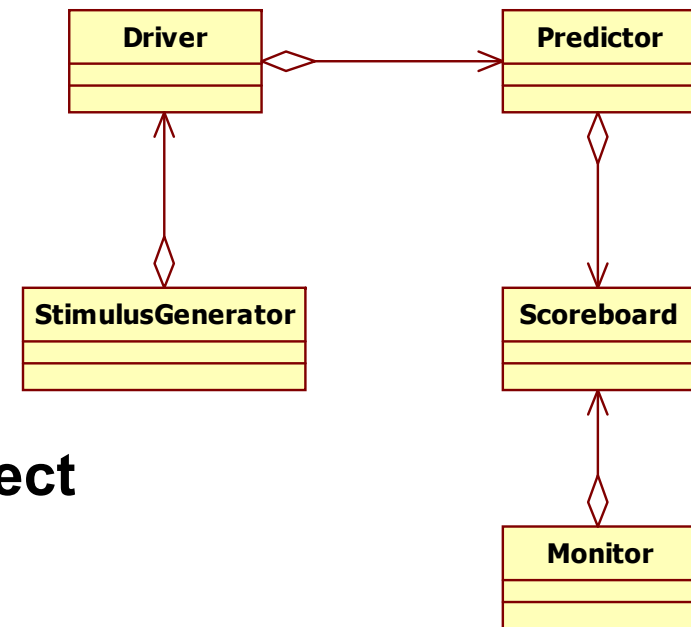 Driver
Predictor
StimulusGenerator
Scoreboard
ect
Monitor